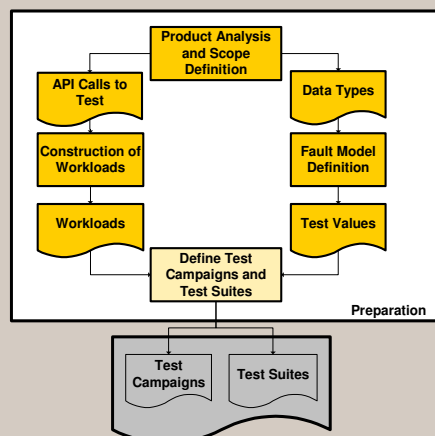 Product Analysis
and Scope
Definition
API Calls to
Test
Data Types
Construction of
Workloads
Fault Model
Definition
Workloads
Test Values
Define Test
Campaigns and
Test Suites
Preparation
Test
Campaigns
Test Suites